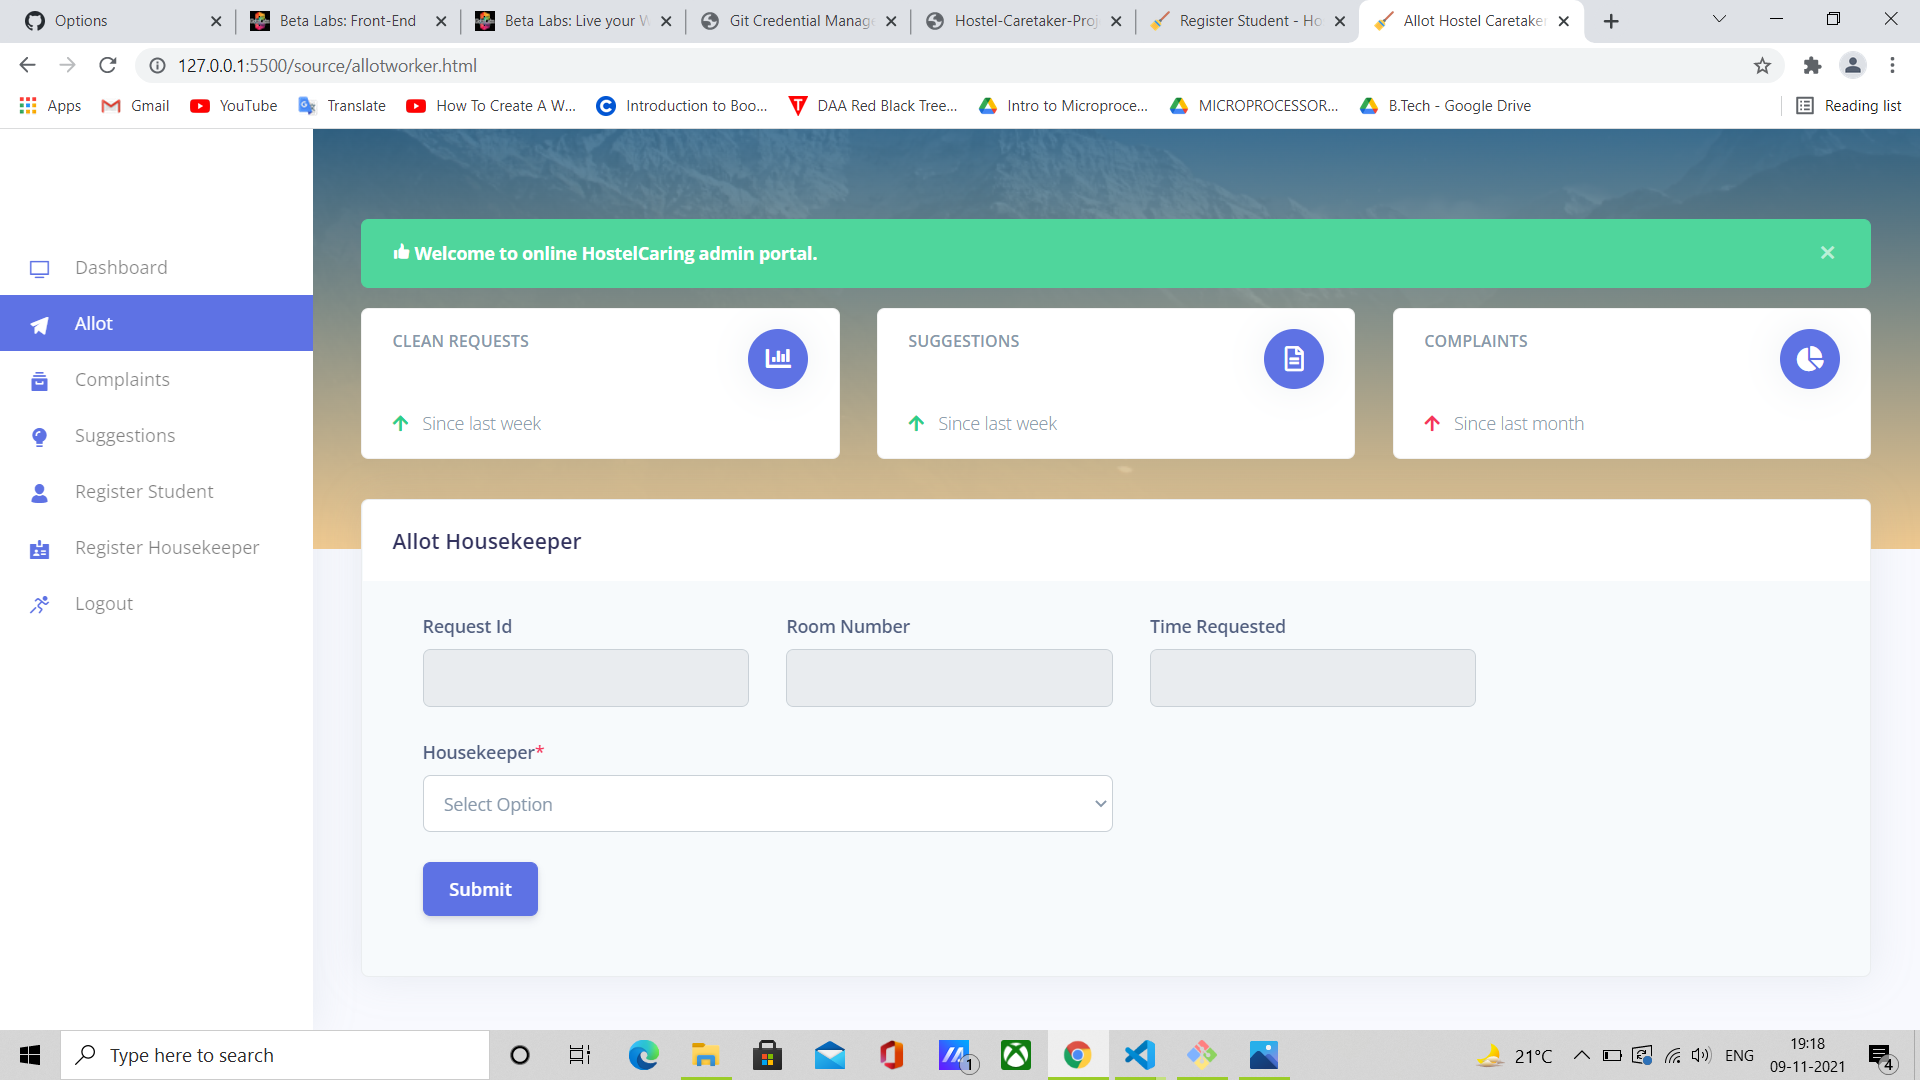 Options
Beta Labs: Front-End
Beta Labs: Live your W
Git Credential Manage
Hostel-Caretaker-Proj
Register Student - Ho
Allot Hostel Caretaker
127.0.0.1:5500/source/allotworker.html
Apps
Gmail
YouTube
Translate
How To Create A W...
Introduction to Boo...
DAA Red Black Tree...
Intro to Microproce...
MICROPROCESSOR...
B.Tech - Google Drive
Reading list
Dashboard
Allot
Complaints
Suggestions
Register Student
Register Housekeeper
Logout
Welcome to online HostelCaring admin portal.
CLEAN REQUESTS
Since last week
SUGGESTIONS
Since last week
COMPLAINTS
Since last month
Allot Housekeeper
Request Id
Room Number
Time Requested
Housekeeper*
Select Option
Submit
Type here to search
1
21°C
ENG
19:18
09-11-2021
4